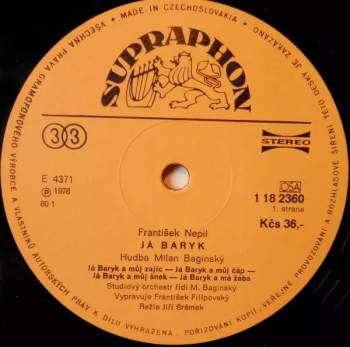 MADE IN CZECHOSLOVAKIA
VŠECHNA PRÁV GRAMOFONOVÉHO VÝROBCE A VLASTNÍKŮ AUTORSKÝCH PRÁV K DÍLU VYHRAZENA. POŘIZOVÁNÍ KOPIÍ, VEŘEJNÉ PROVOZOVÁNÍ A ROZHLASOVÉ ŠÍŘENÍ TÉTO DESKY JE ZAKÁZÁNO
SUPRAPHON
33
STEREO
E 4371
℗ 1978
80 1
OSA
1 18 2360
1. strana
Kčs 36,-
František Nepil
JÁ BARYK
Hudba Milan Baginský
Já Baryk a můj zajíc — Já Baryk a můj čáp —
Já Baryk a můj šnek — Já Baryk a má žába
Studiový orchestr řídí M. Baginský
Vypravuje František Filipovský
Režie Jiří Šrámek